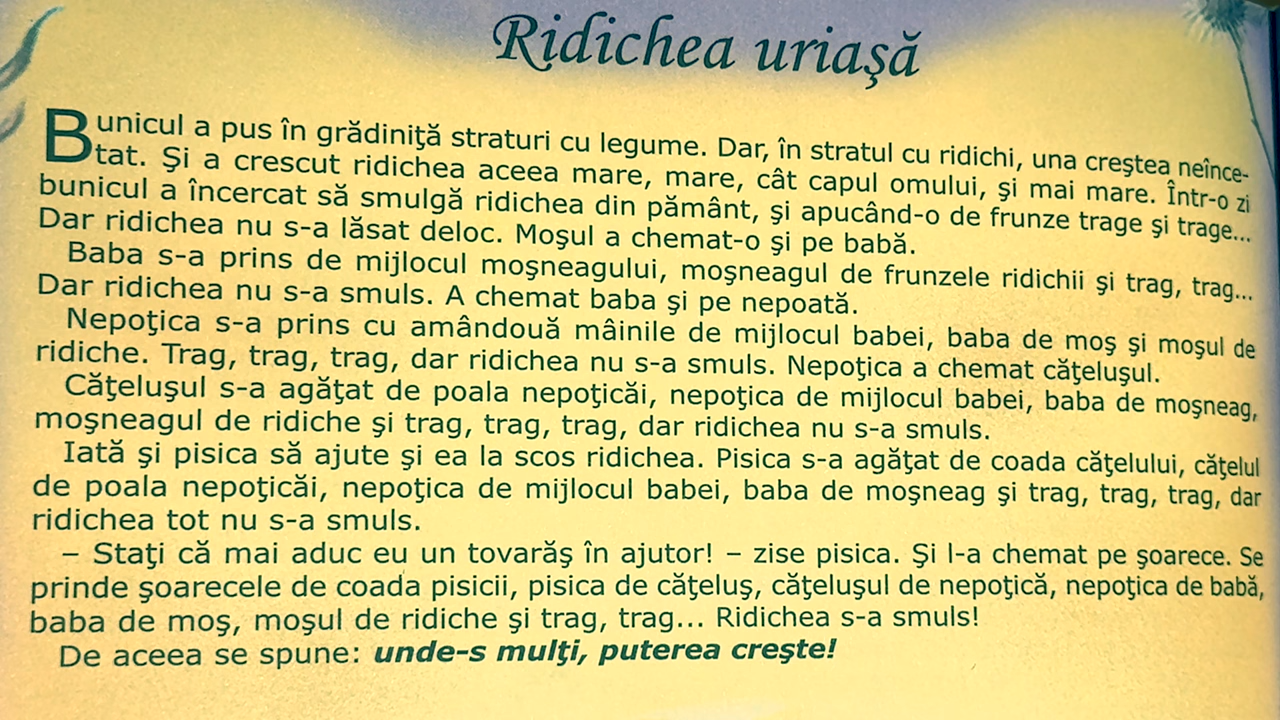 Ridichea uriaşă
Bunicul a pus în grădiniţă straturi cu legume. Dar, în stratul cu ridichi, una creştea neînce-
tat. Şi a crescut ridichea aceea mare, mare, cât capul omului, şi mai mare. Într-o zi
bunicul a încercat să smulgă ridichea din pământ, şi apucând-o de frunze trage şi trage...
Dar ridichea nu s-a lăsat deloc. Moşul a chemat-o şi pe babă.
Baba s-a prins de mijlocul moşneagului, moşneagul de frunzele ridichii şi trag, trag...
Dar ridichea nu s-a smuls. A chemat baba şi pe nepoată.
Nepoţica s-a prins cu amândouă mâinile de mijlocul babei, baba de moş şi moşul de
ridiche. Trag, trag, trag, dar ridichea nu s-a smuls. Nepoţica a chemat căţeluşul.
Căţeluşul s-a agăţat de poala nepoţicăi, nepoţica de mijlocul babei, baba de moşneag,
moşneagul de ridiche şi trag, trag, trag, dar ridichea nu s-a smuls.
Iată şi pisica să ajute şi ea la scos ridichea. Pisica s-a agăţat de coada căţelului, căţelul
de poala nepoţicăi, nepoţica de mijlocul babei, baba de moşneag şi trag, trag, trag, dar
ridichea tot nu s-a smuls.
– Staţi că mai aduc eu un tovarăş în ajutor! – zise pisica. Şi l-a chemat pe şoarece. Se
prinde şoarecele de coada pisicii, pisica de căţeluş, căţeluşul de nepoţică, nepoţica de babă,
baba de moş, moşul de ridiche şi trag, trag... Ridichea s-a smuls!
De aceea se spune: unde-s mulţi, puterea creşte!